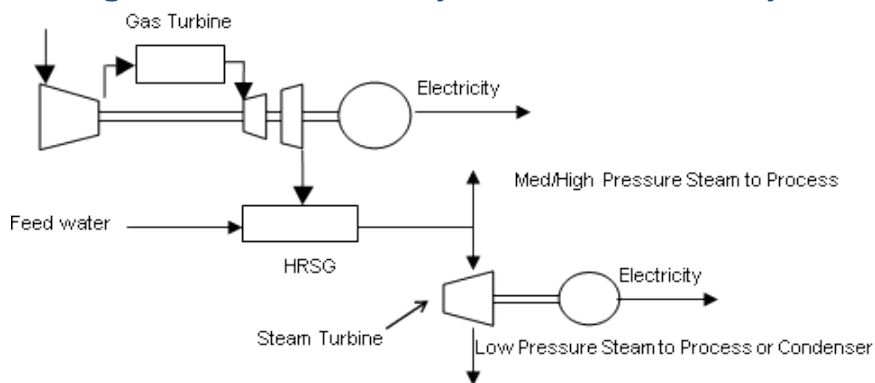 Gas Turbine
Electricity
Med/High Pressure Steam to Process
Feed water
HRSG
Electricity
Steam Turbine
Low Pressure Steam to Process or Condenser